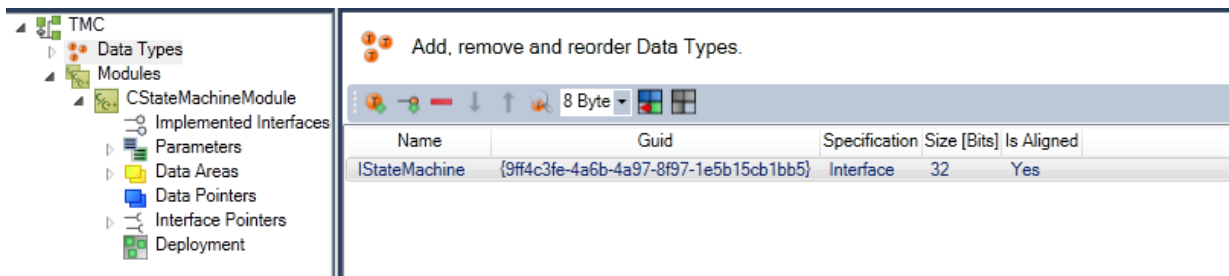 TMC
Data Types
Modules
CStateMachineModule
Implemented Interfaces
Parameters
Data Areas
Data Pointers
Interface Pointers
Deployment
Add, remove and reorder Data Types.
8 Byte
Name Guid Specification Size [Bits] Is Aligned
IStateMachine {9ff4c3fe-4a6b-4a97-8f97-1e5b15cb1bb5} Interface 32 Yes